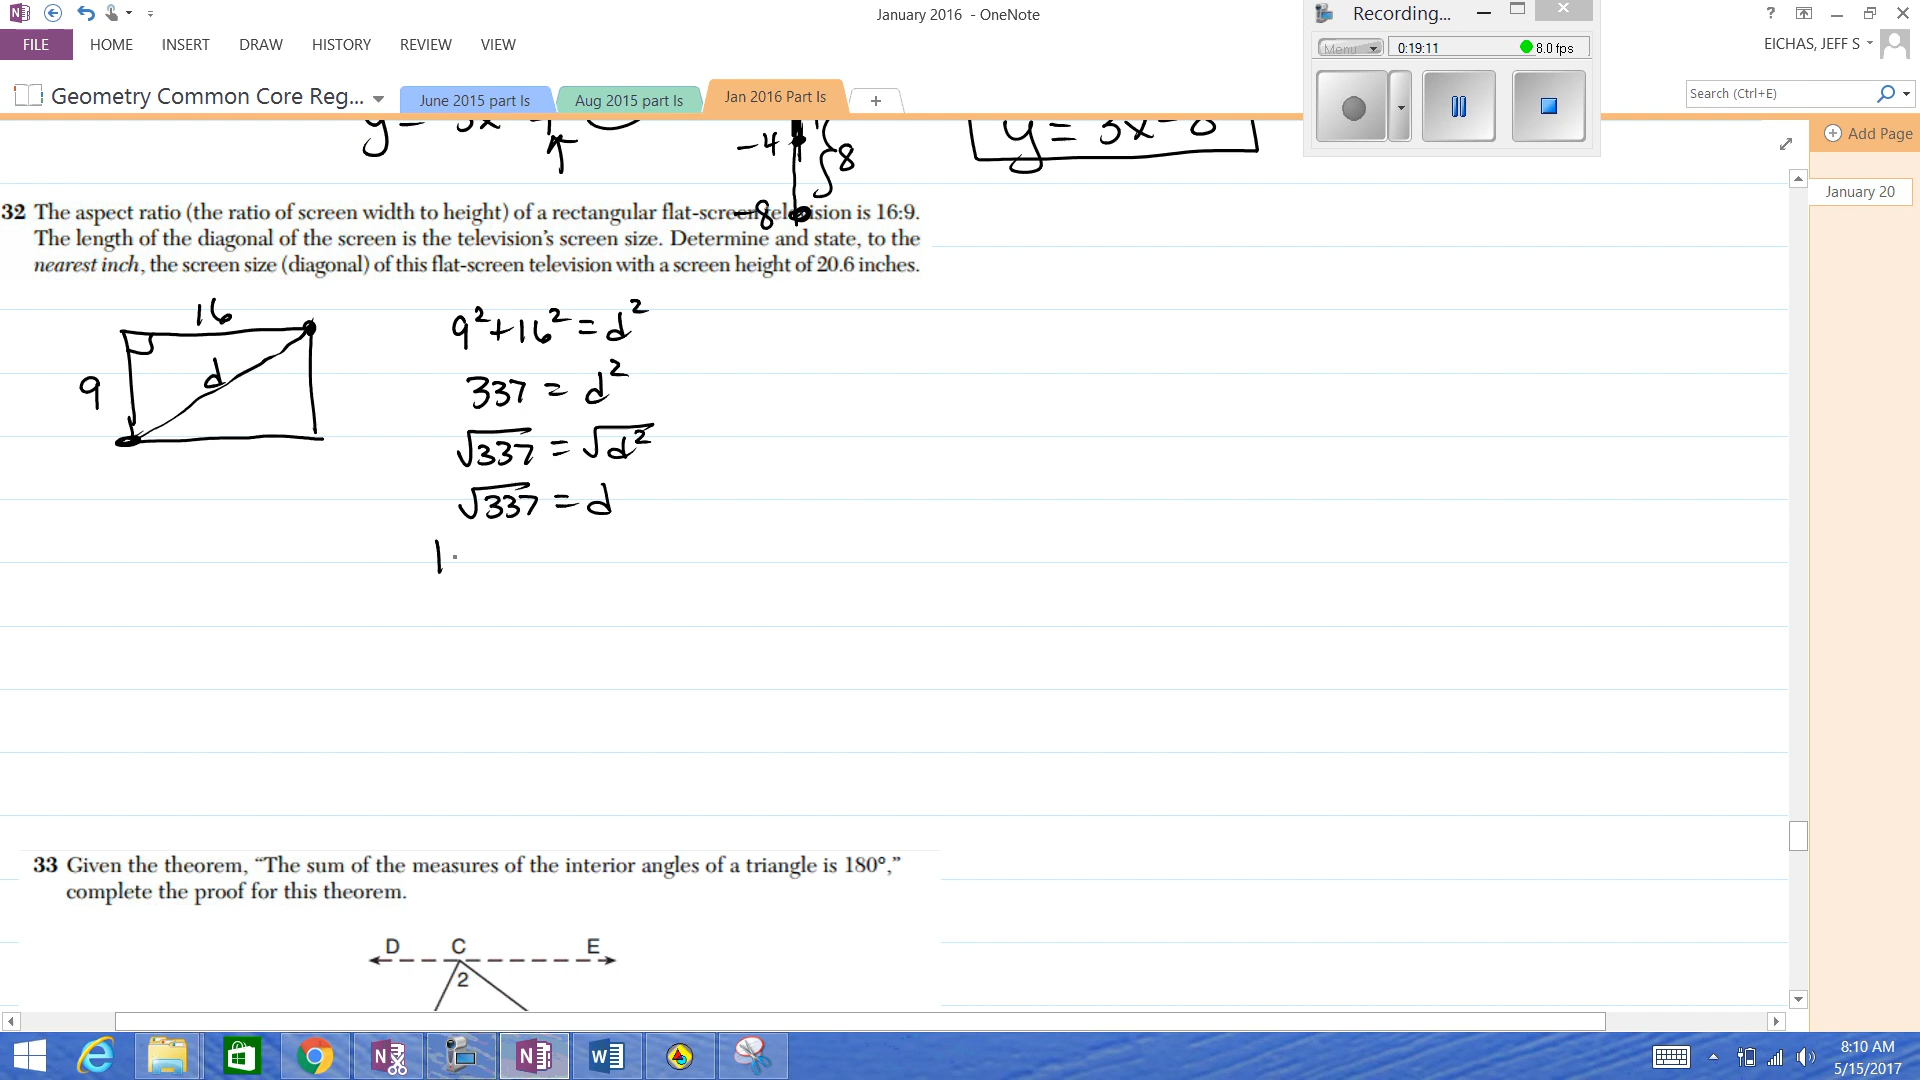 January 2016 - OneNote
Recording...
Menu
0:19:11
8.0 fps
FILE HOME INSERT DRAW HISTORY REVIEW VIEW
EICHAS, JEFF S
Geometry Common Core Reg...
June 2015 part Is
Aug 2015 part Is
Jan 2016 Part Is
Search (Ctrl+E)
Add Page
January 20
-4
8
-8
32 The aspect ratio (the ratio of screen width to height) of a rectangular flat-screen television is 16:9.
The length of the diagonal of the screen is the television's screen size. Determine and state, to the
nearest inch, the screen size (diagonal) of this flat-screen television with a screen height of 20.6 inches.
16
9
d
9² + 16² = d²
337 = d²
√337 = √d²
√337 = d
1
33 Given the theorem, “The sum of the measures of the interior angles of a triangle is 180°,”
complete the proof for this theorem.
D C E
2
8:10 AM
5/15/2017